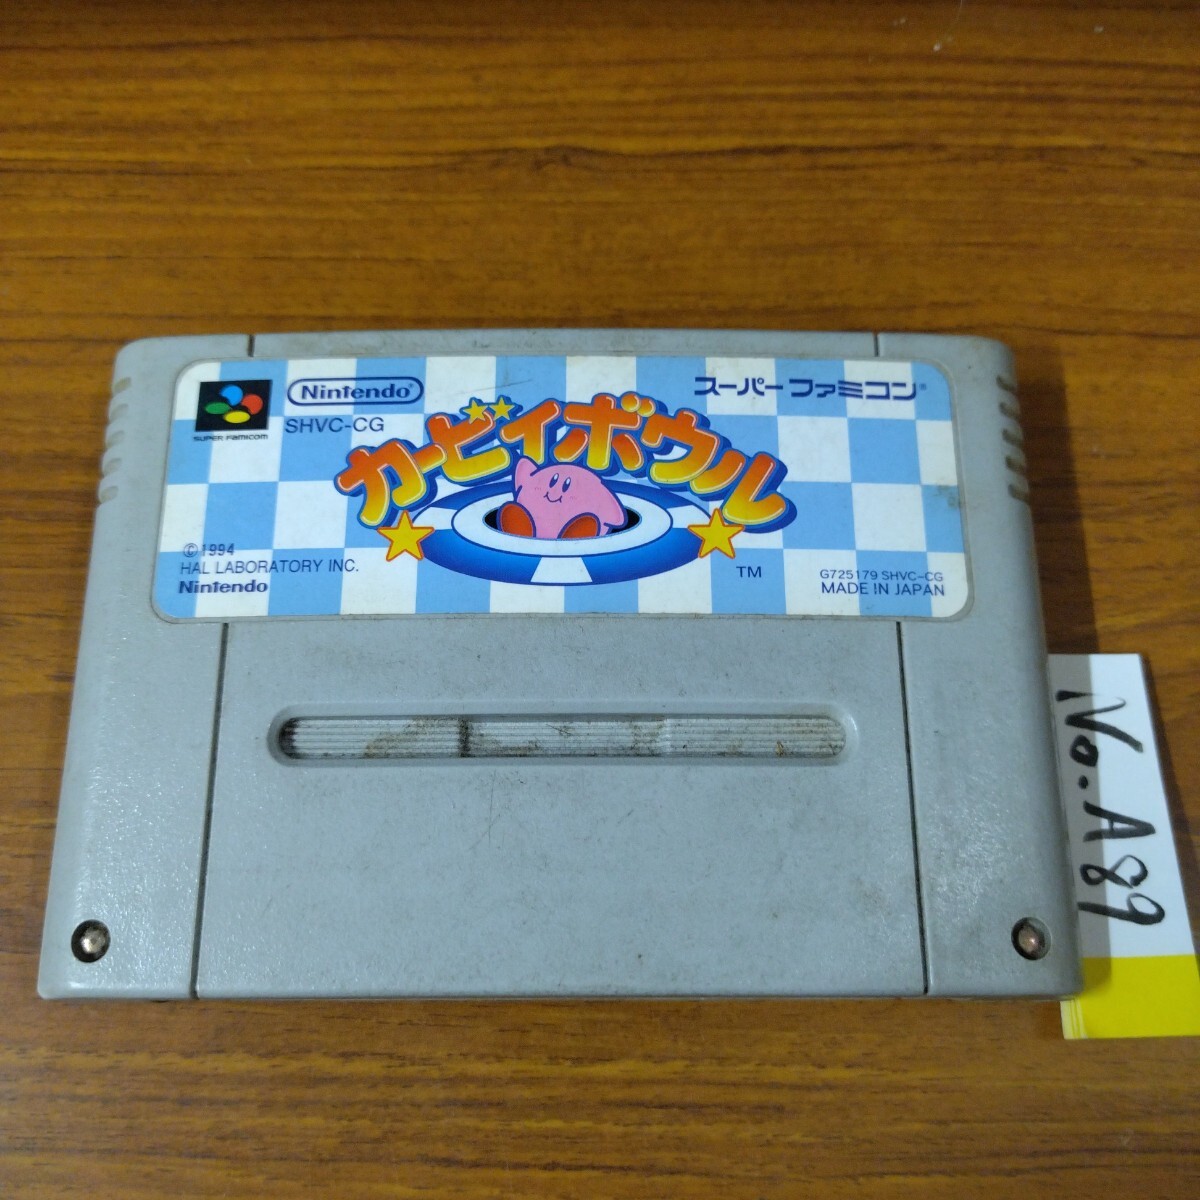 Nintendo®
スーパーファミコン®
SUPER FAMICOM
SHVC-CG
カービィボウル
©1994
HAL LABORATORY INC.
Nintendo
TM
G725179 SHVC-CG
MADE IN JAPAN
No. A89